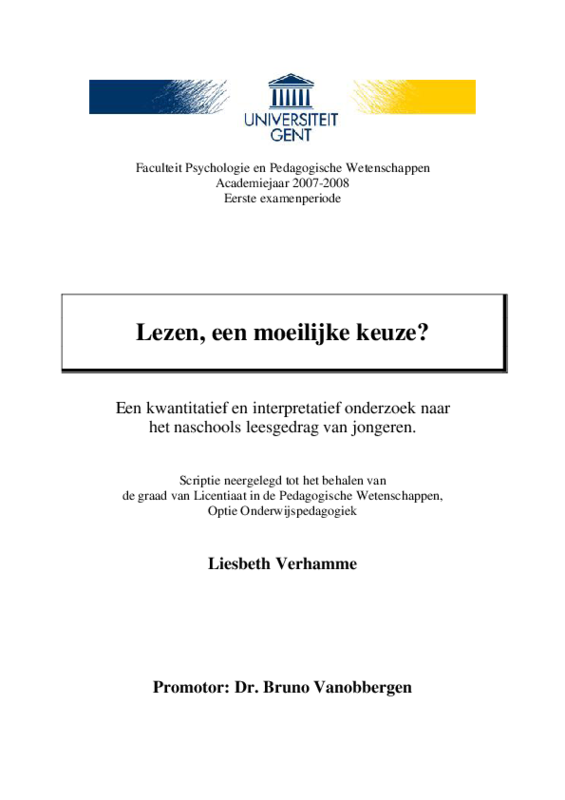 UNIVERSITEIT
GENT
Faculteit Psychologie en Pedagogische Wetenschappen
Academiejaar 2007-2008
Eerste examenperiode
Lezen, een moeilijke keuze?
Een kwantitatief en interpretatief onderzoek naar
het naschools leesgedrag van jongeren.
Scriptie neergelegd tot het behalen van
de graad van Licentiaat in de Pedagogische Wetenschappen,
Optie Onderwijspedagogiek
Liesbeth Verhamme
Promotor: Dr. Bruno Vanobbergen